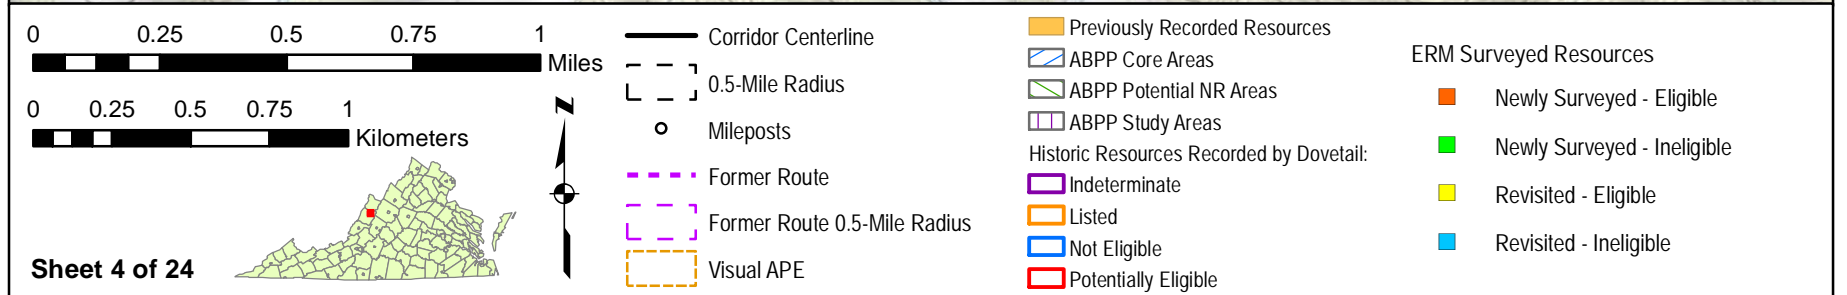 0 0.25 0.5 0.75 1
Miles
0 0.25 0.5 0.75 1
Kilometers
Sheet 4 of 24
N
Corridor Centerline
0.5-Mile Radius
Mileposts
Former Route
Former Route 0.5-Mile Radius
Visual APE
Previously Recorded Resources
ABPP Core Areas
ABPP Potential NR Areas
ABPP Study Areas
Historic Resources Recorded by Dovetail:
Indeterminate
Listed
Not Eligible
Potentially Eligible
ERM Surveyed Resources
Newly Surveyed - Eligible
Newly Surveyed - Ineligible
Revisited - Eligible
Revisited - Ineligible